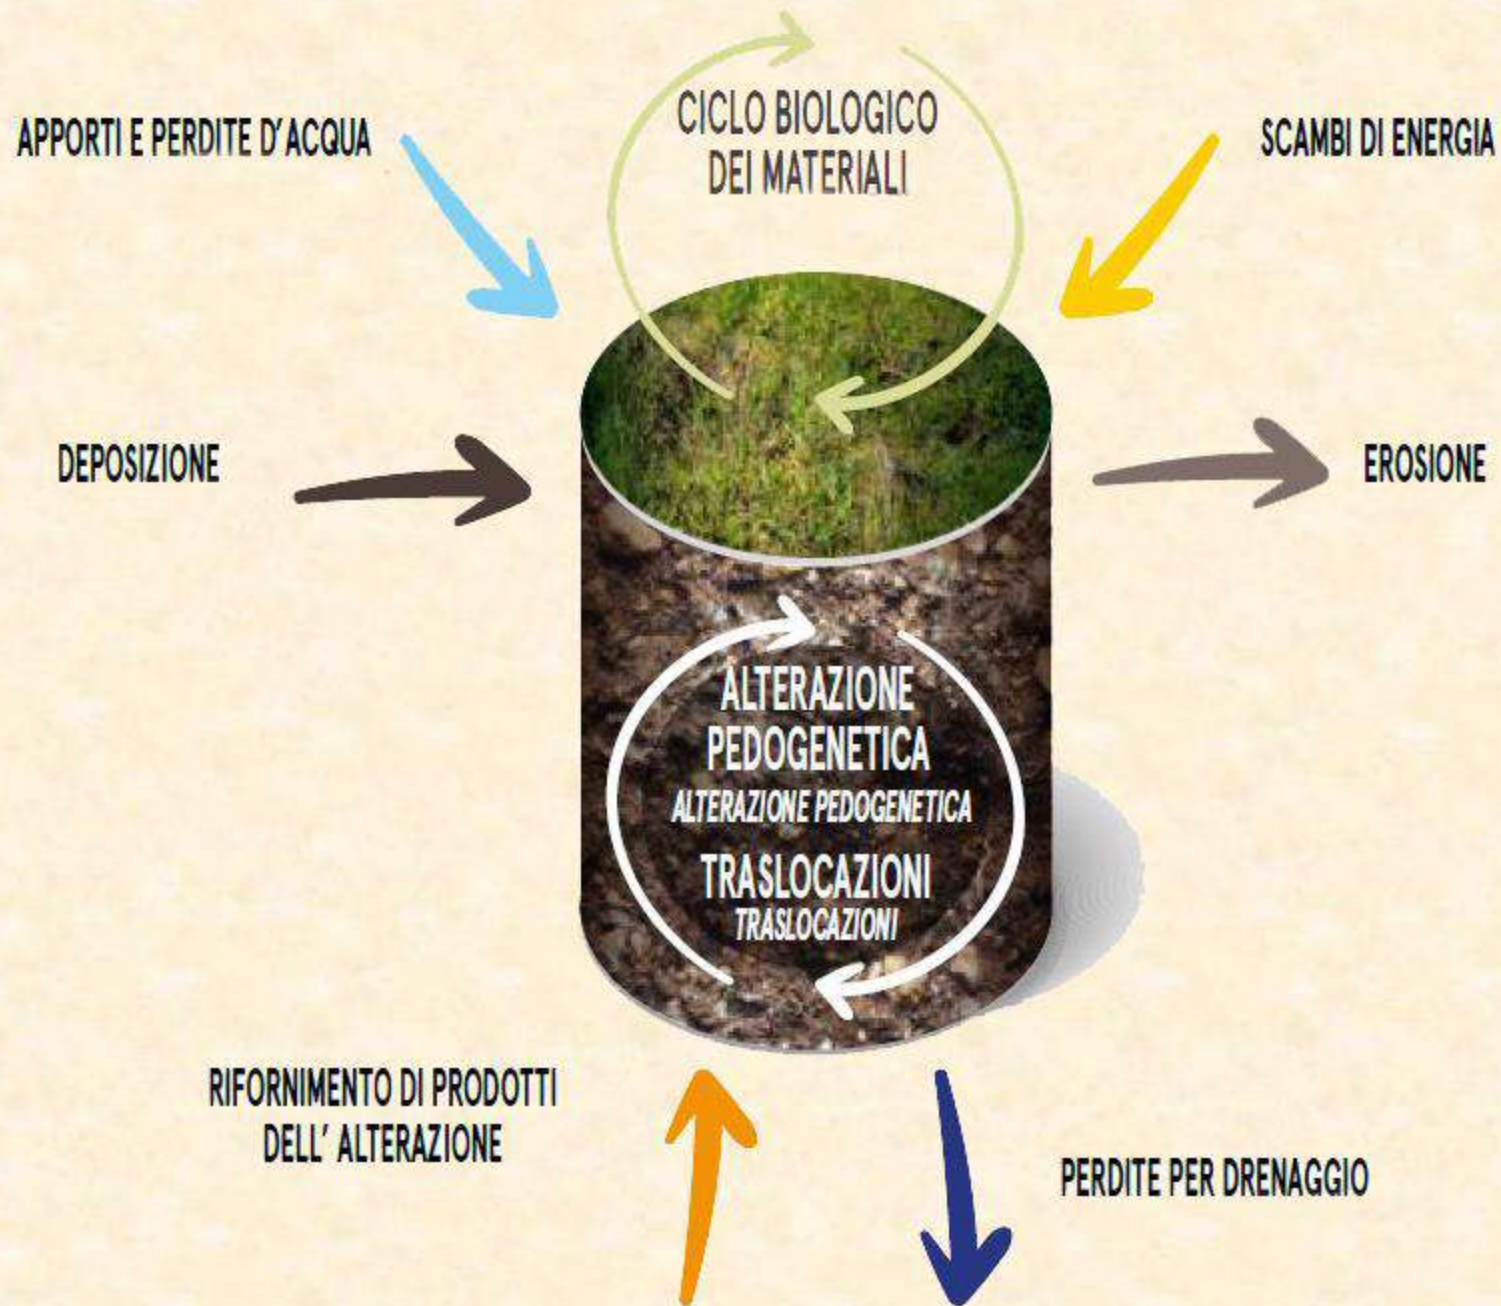 CICLO BIOLOGICO
DEI MATERIALI
APPORTI E PERDITE D'ACQUA
SCAMBI DI ENERGIA
DEPOSIZIONE
EROSIONE
ALTERAZIONE
PEDOGENETICA
ALTERAZIONE PEDOGENETICA
TRASLOCAZIONI
TRASLOCAZIONI
RIFORNIMENTO DI PRODOTTI
DELL' ALTERAZIONE
PERDITE PER DRENAGGIO